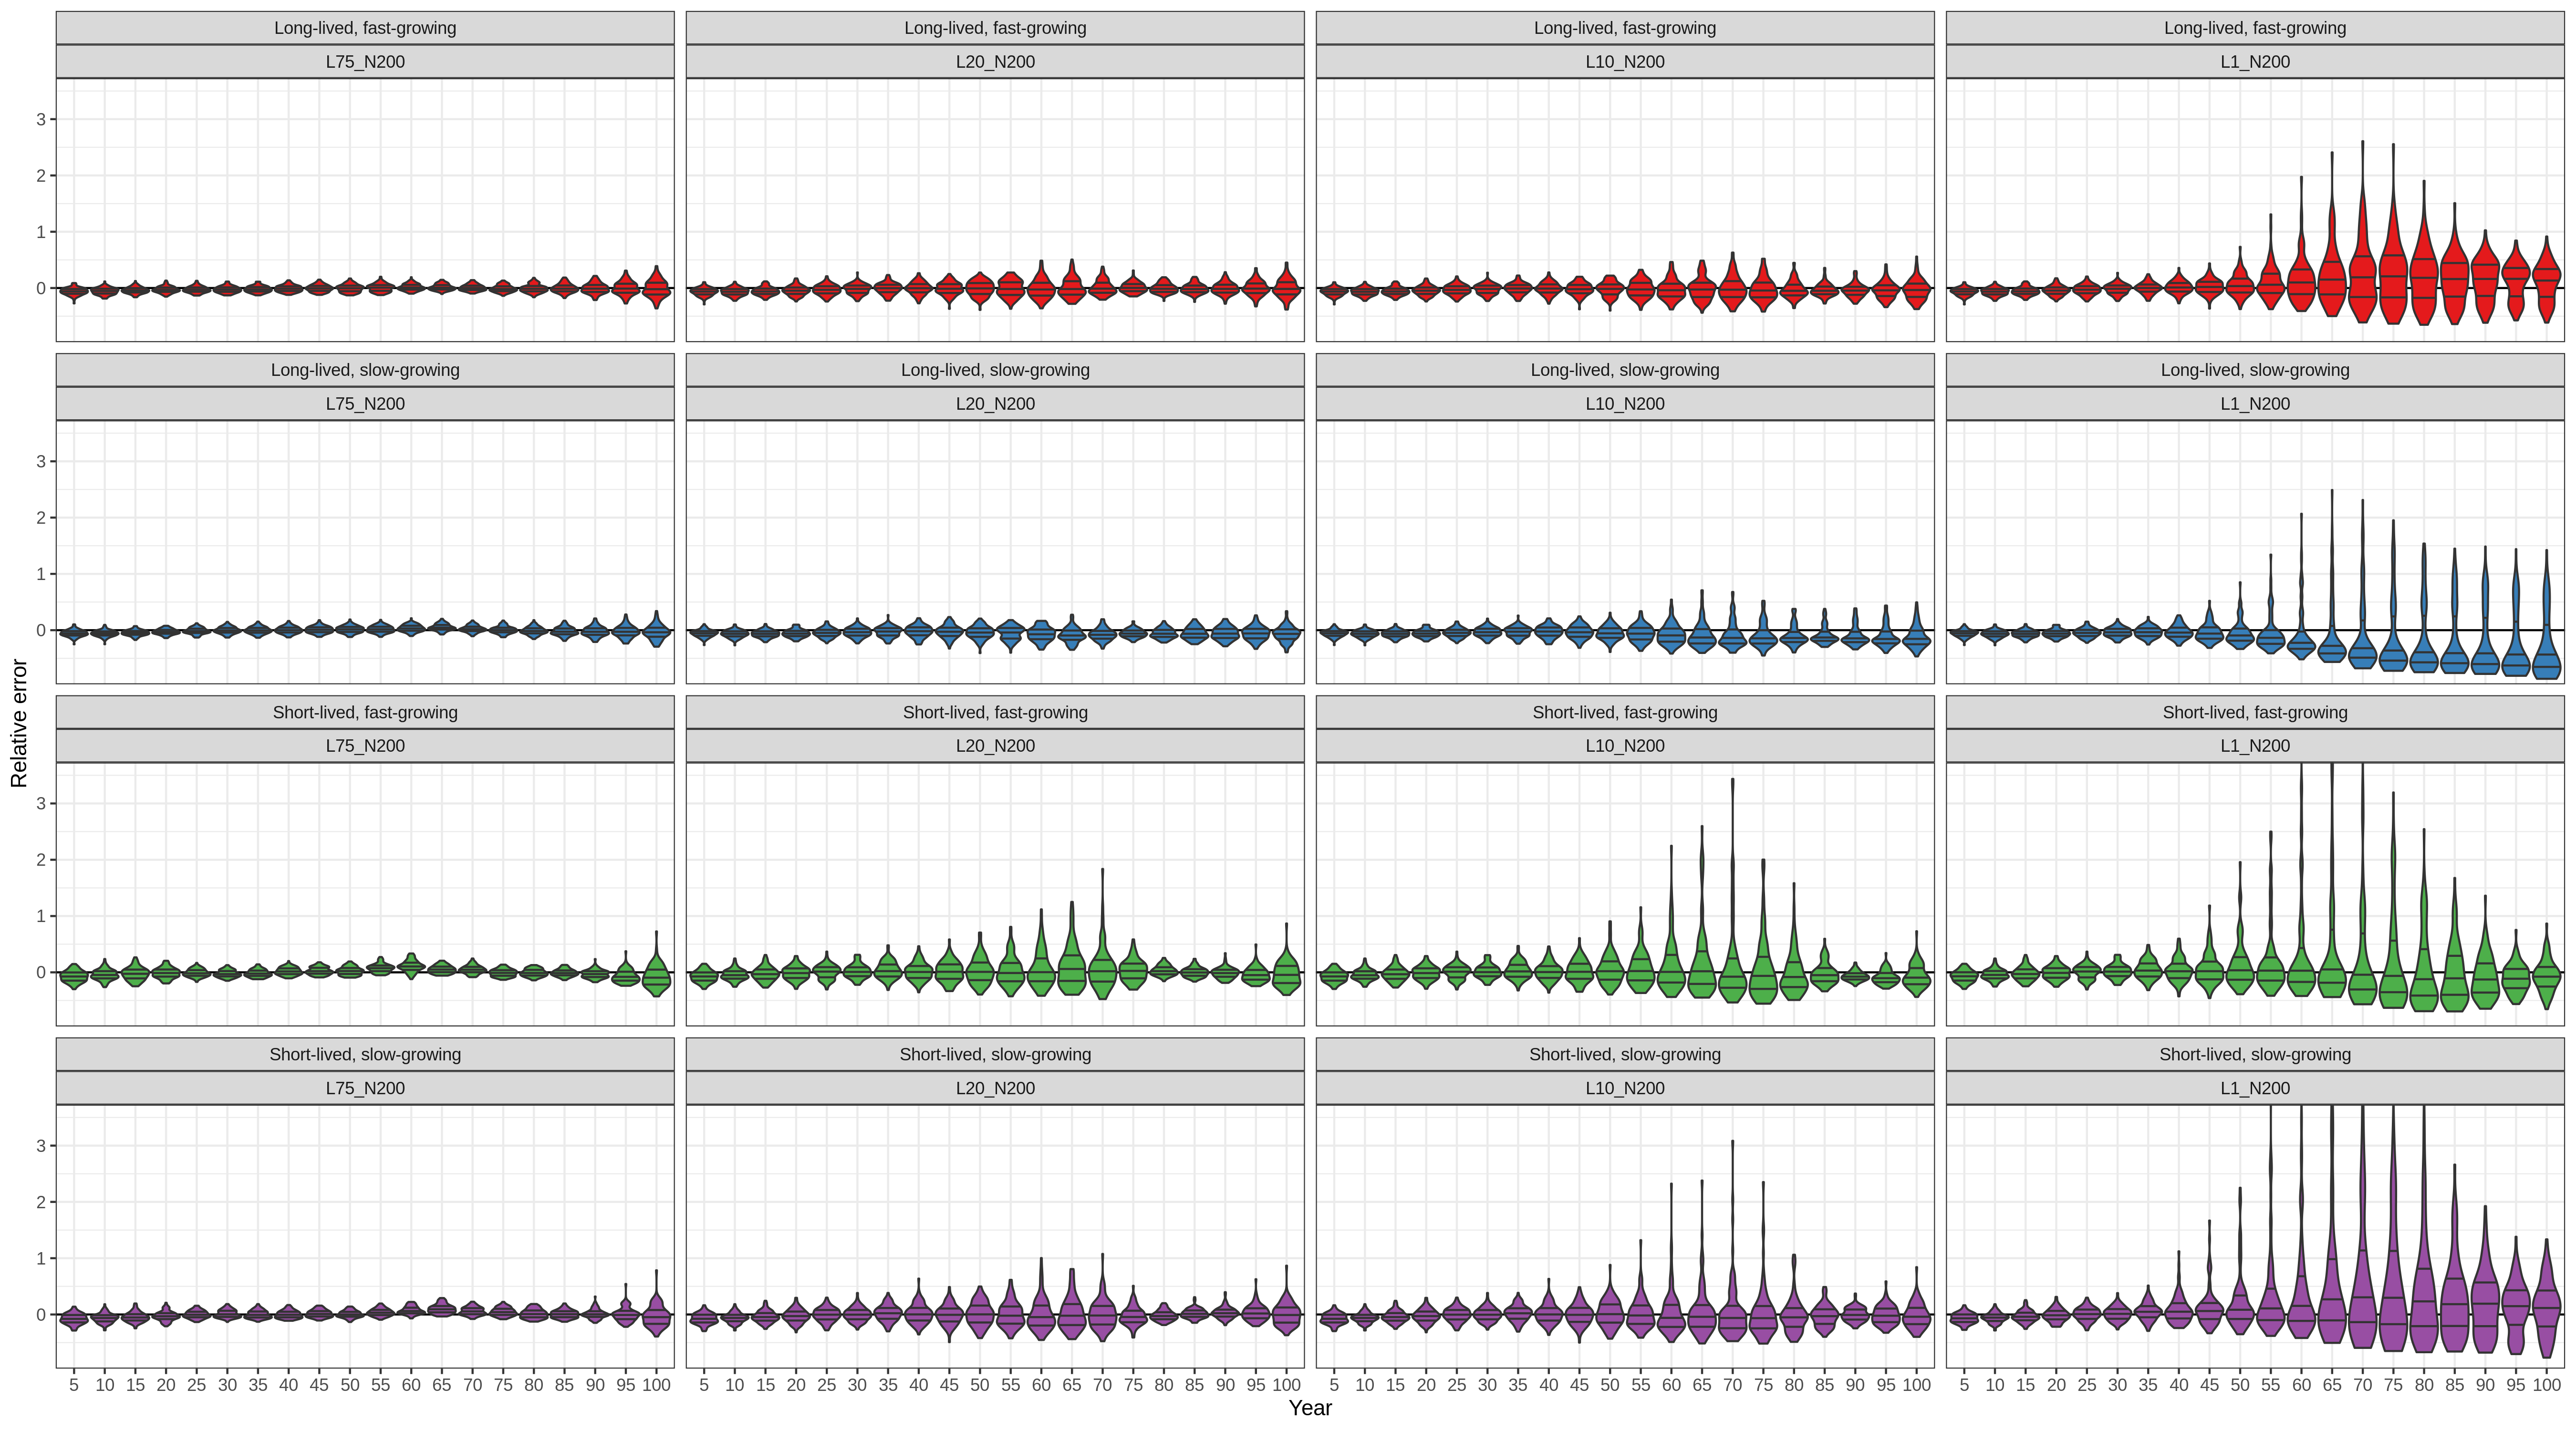 Long-lived, fast-growing Long-lived, fast-growing Long-lived, fast-growing Long-lived, fast-growing
L75_N200 L20_N200 L10_N200 L1_N200
3
2
1
0
Long-lived, slow-growing Long-lived, slow-growing Long-lived, slow-growing Long-lived, slow-growing
L75_N200 L20_N200 L10_N200 L1_N200
3
2
1
0
Relative error
Short-lived, fast-growing Short-lived, fast-growing Short-lived, fast-growing Short-lived, fast-growing
L75_N200 L20_N200 L10_N200 L1_N200
3
2
1
0
Short-lived, slow-growing Short-lived, slow-growing Short-lived, slow-growing Short-lived, slow-growing
L75_N200 L20_N200 L10_N200 L1_N200
3
2
1
0
5 10 15 20 25 30 35 40 45 50 55 60 65 70 75 80 85 90 95 100 5 10 15 20 25 30 35 40 45 50 55 60 65 70 75 80 85 90 95 100 5 10 15 20 25 30 35 40 45 50 55 60 65 70 75 80 85 90 95 100 5 10 15 20 25 30 35 40 45 50 55 60 65 70 75 80 85 90 95 100
Year